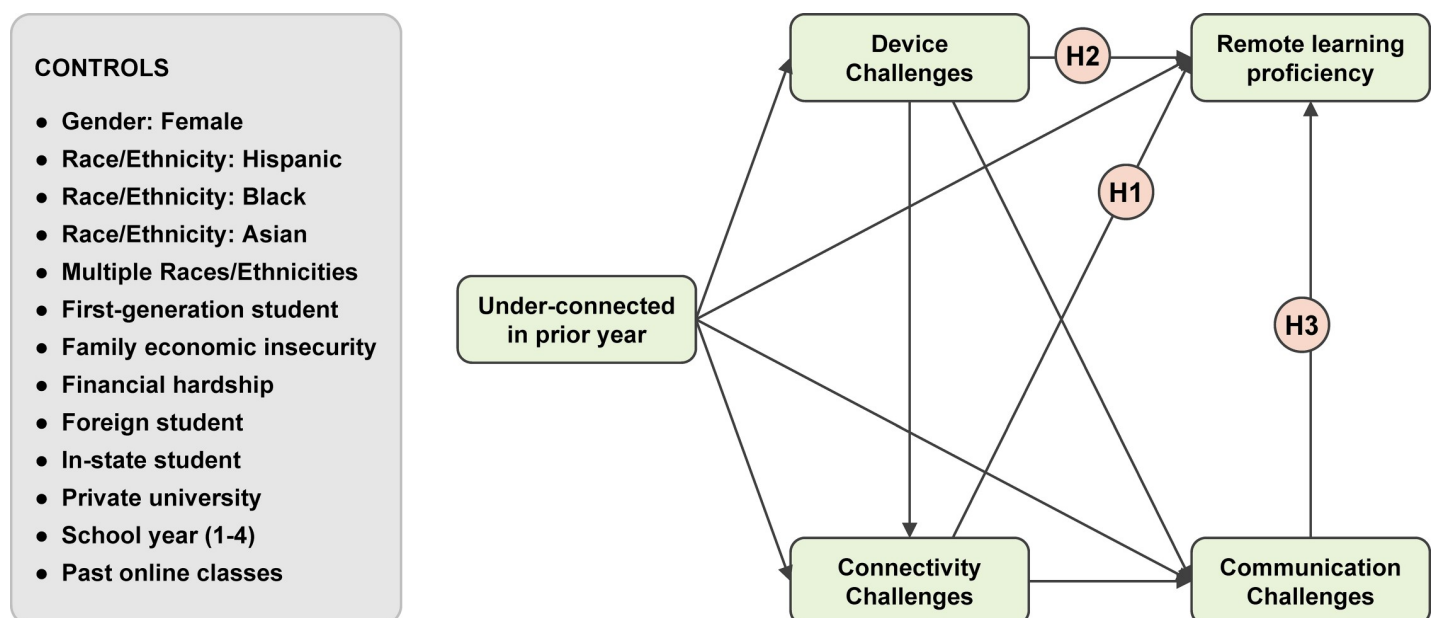 CONTROLS
● Gender: Female
● Race/Ethnicity: Hispanic
● Race/Ethnicity: Black
● Race/Ethnicity: Asian
● Multiple Races/Ethnicities
● First-generation student
● Family economic insecurity
● Financial hardship
● Foreign student
● In-state student
● Private university
● School year (1-4)
● Past online classes
Under-connected
in prior year
Device
Challenges
H2
Remote learning
proficiency
H1
H3
Connectivity
Challenges
Communication
Challenges